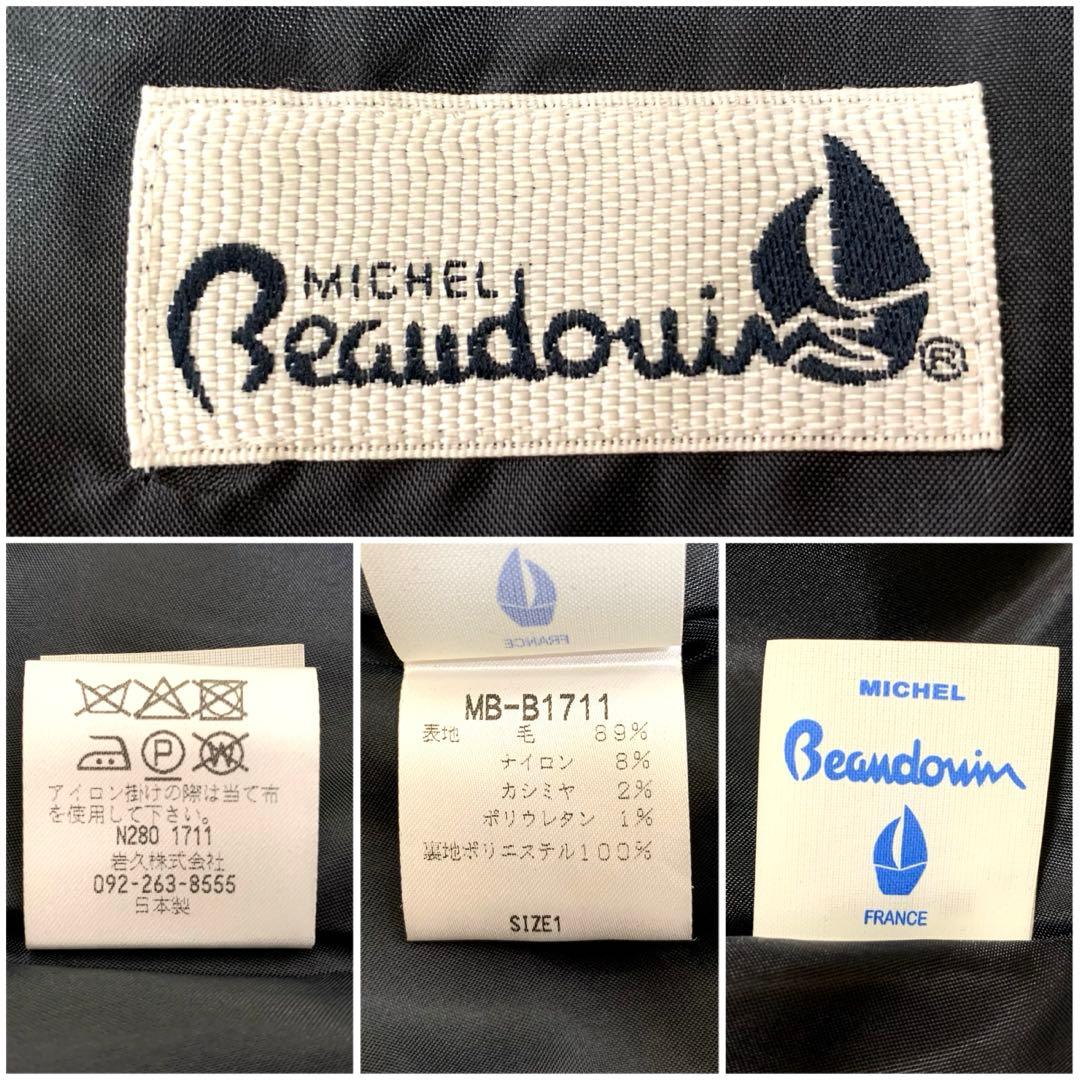 MICHEL
Beaudouin
®
アイロン掛けの際は当て布
を使用して下さい。
N280 1711
岩久株式会社
092-263-8555
日本製
FRANCE
MB-B1711
表地 毛 89%
ナイロン 8%
カシミヤ 2%
ポリウレタン 1%
裏地ポリエステル100%
SIZE1
MICHEL
Beaudouin
FRANCE